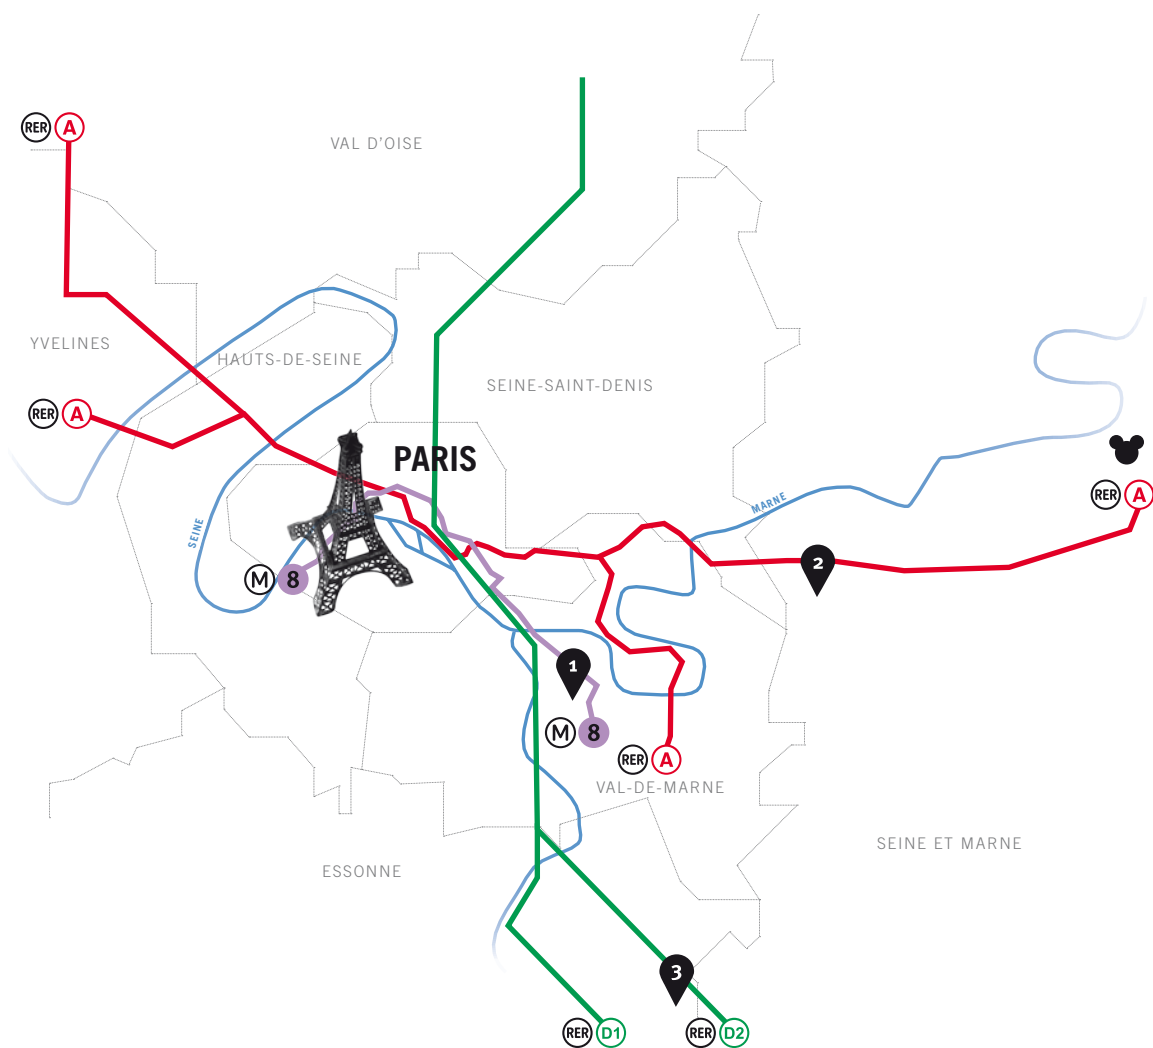 RER A
VAL D'OISE
YVELINES
HAUTS-DE-SEINE
SEINE-SAINT-DENIS
RER A
PARIS
RER A
MARNE
SEINE
2
M 8
1
M 8
RER A
VAL-DE-MARNE
SEINE ET MARNE
ESSONNE
3
RER D1
RER D2